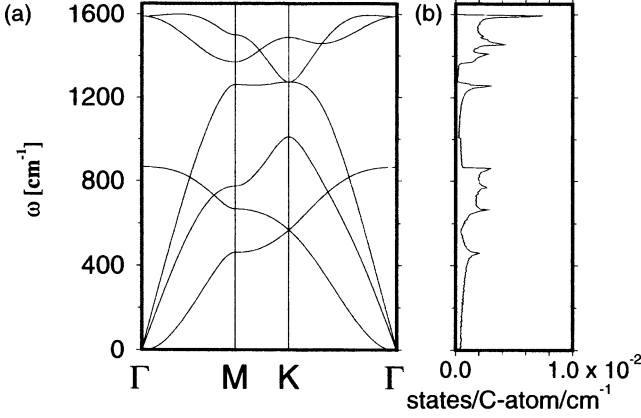 (a)
(b)
1600
1200
800
400
0
ω [cm⁻¹]
Γ M K Γ
0.0 1.0 x 10⁻²
states/C-atom/cm⁻¹